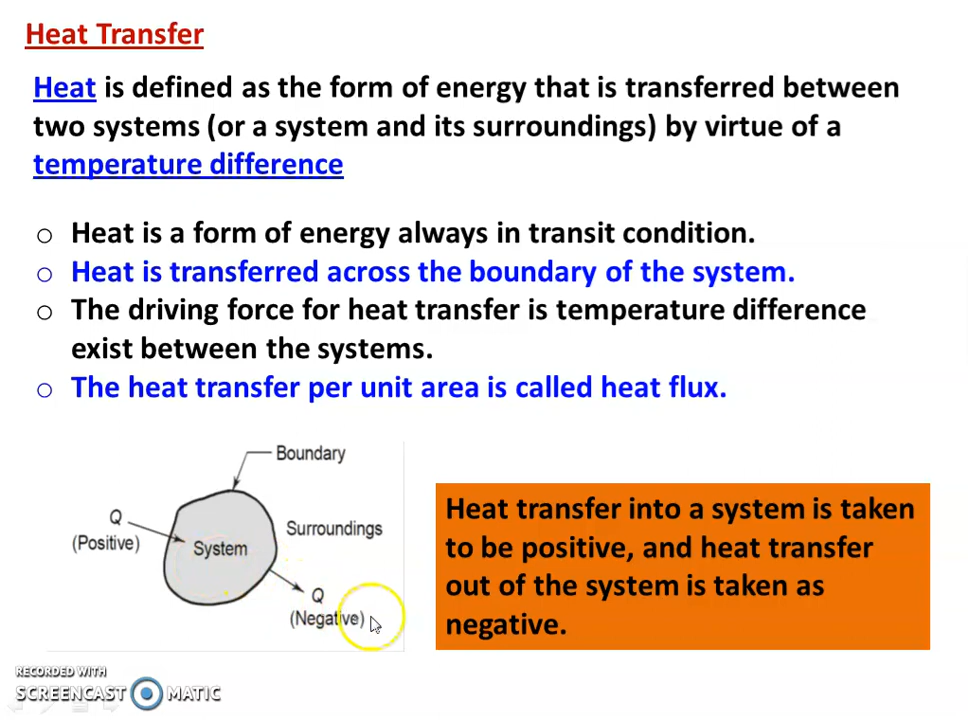 Heat Transfer
Heat is defined as the form of energy that is transferred between
two systems (or a system and its surroundings) by virtue of a
temperature difference
o Heat is a form of energy always in transit condition.
o Heat is transferred across the boundary of the system.
o The driving force for heat transfer is temperature difference
exist between the systems.
o The heat transfer per unit area is called heat flux.
Boundary
Q
(Positive)
System
Surroundings
Q
(Negative)
Heat transfer into a system is taken
to be positive, and heat transfer
out of the system is taken as
negative.
RECORDED WITH
SCREENCAST MATIC